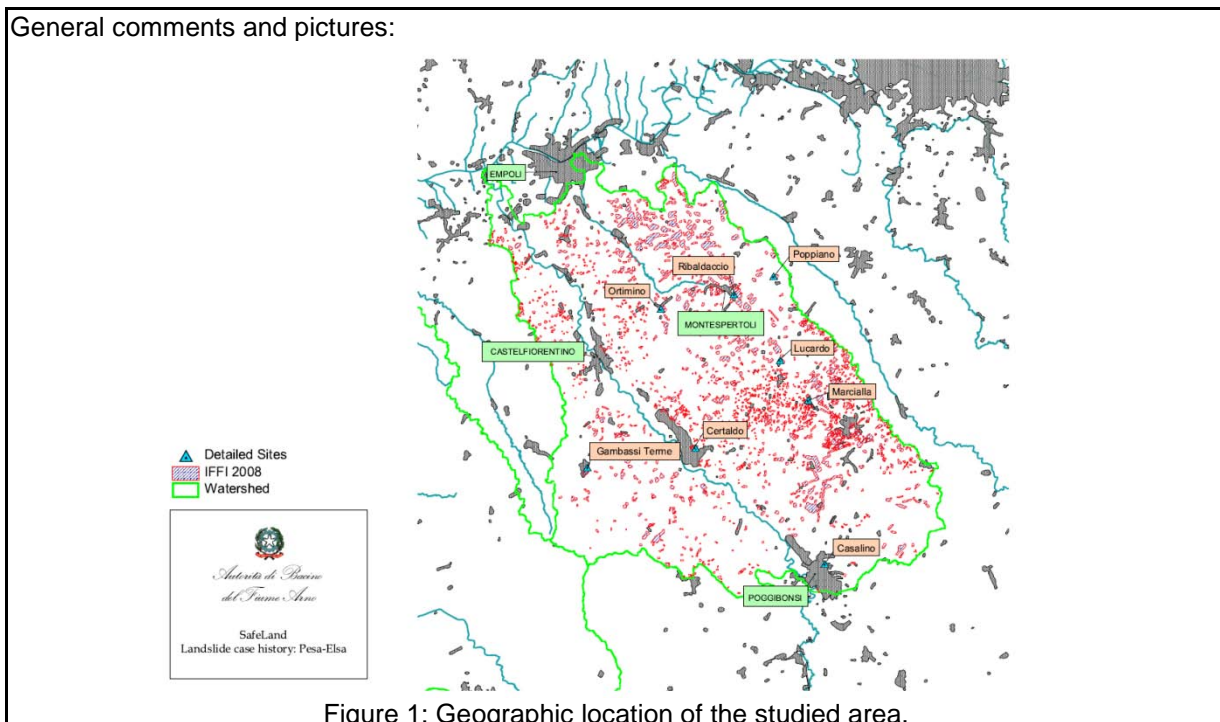 General comments and pictures:
EMPOLI
Poppiano
Ribaldaccio
Ortimino
MONTESPERTOLI
CASTELFIORENTINO
Lucardo
Marcialla
Certaldo
Gambassi Terme
Detailed Sites
IFFI 2008
Watershed
Casalino
POGGIBONSI
Autorità di Bacino
del Fiume Arno
SafeLand
Landslide case history: Pesa-Elsa
Figure 1: Geographic location of the studied area.